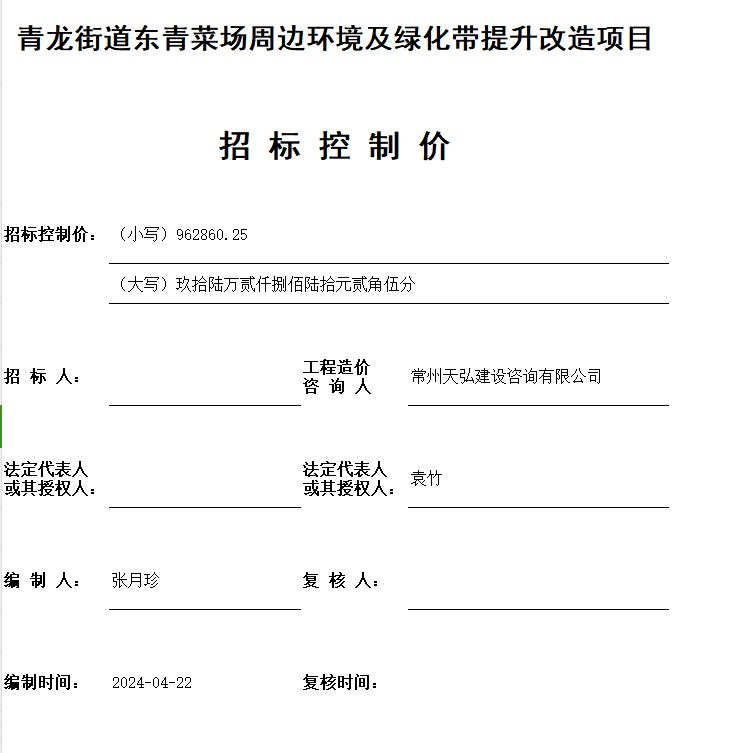 青龙街道东青菜场周边环境及绿化带提升改造项目
招 标 控 制 价
招标控制价： （小写）962860.25
（大写）玖拾陆万贰仟捌佰陆拾元贰角伍分
招 标 人： 工程造价
咨 询 人 常州天弘建设咨询有限公司
法定代表人
或其授权人： 法定代表人
或其授权人： 袁竹
编 制 人： 张月珍 复 核 人：
编制时间： 2024-04-22 复核时间：